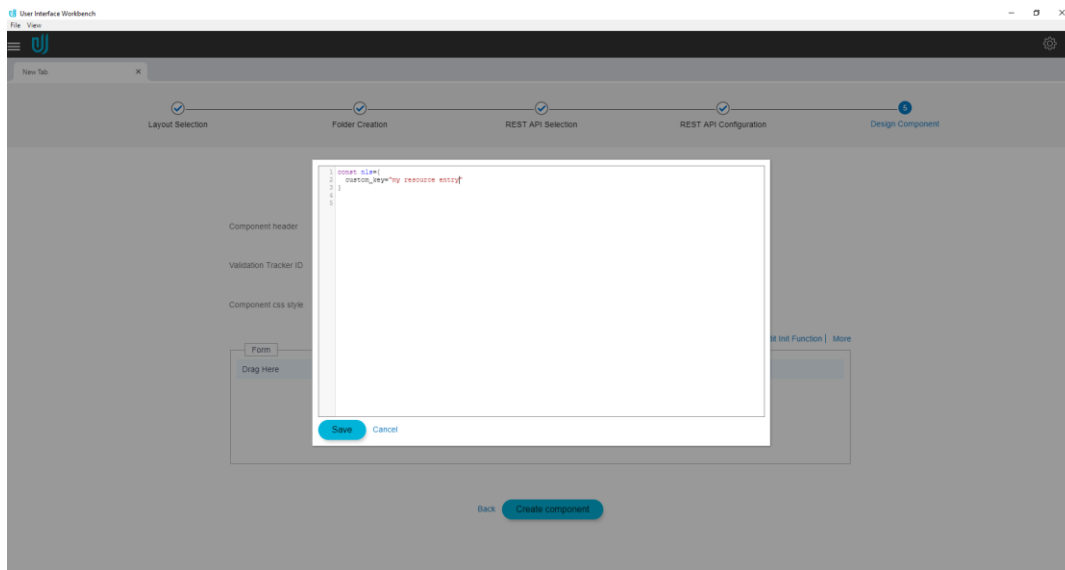 User Interface Workbench
File View
New Tab
Layout Selection
Folder Creation
REST API Selection
REST API Configuration
5
Design Component
1 const nls={
2 custom_key="my resource entry"
3 }
4
5
Component header
Validation Tracker ID
Component css style
Init Function | More
Form
Drag Here
Save Cancel
Back Create component